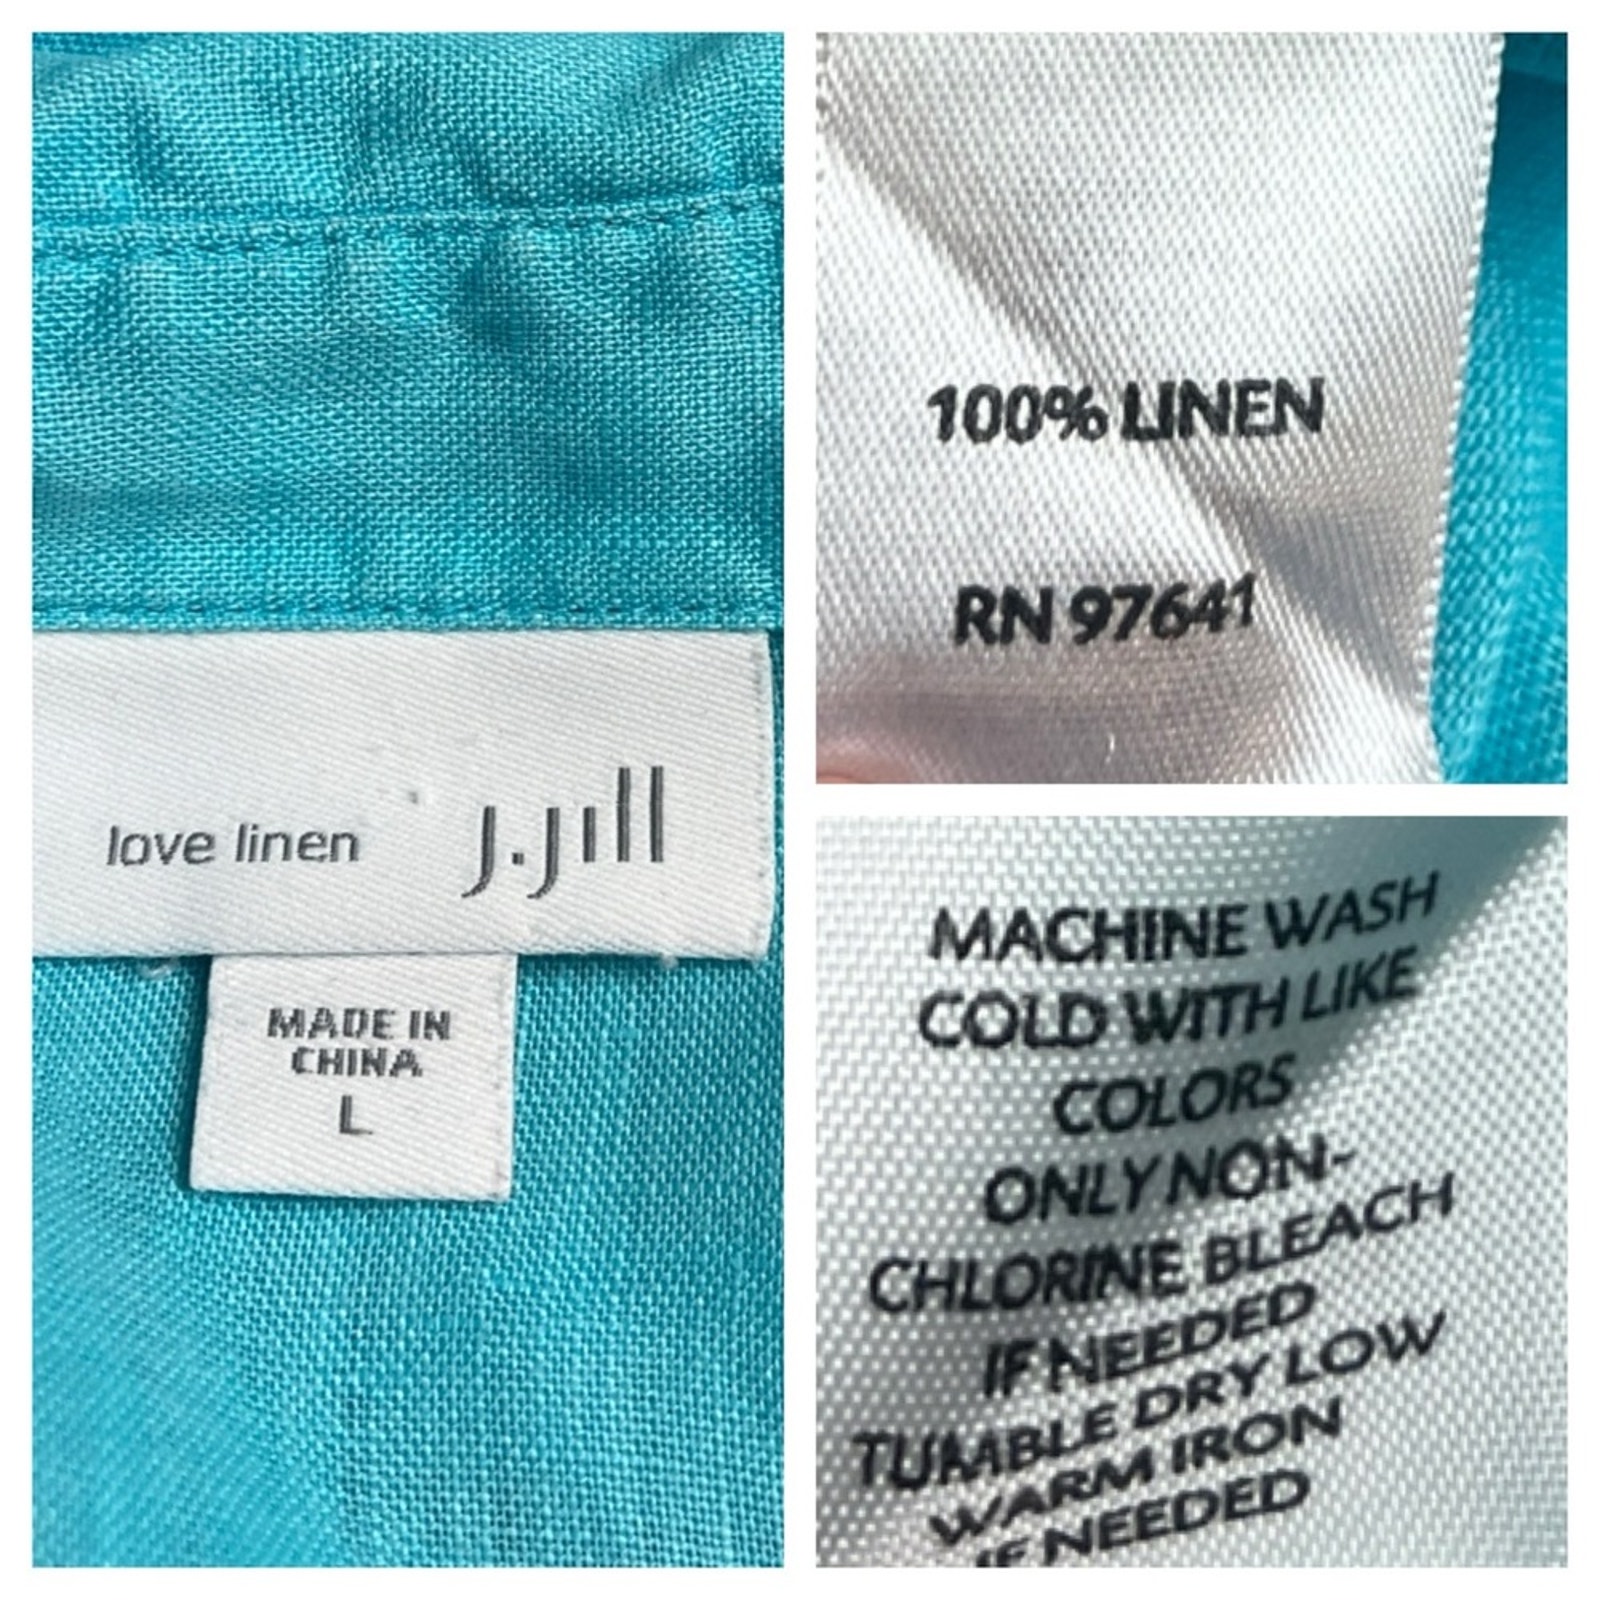 love linen J.Jill
MADE IN
CHINA
L
100% LINEN
RN 97641
MACHINE WASH
COLD WITH LIKE
COLORS
ONLY NON-
CHLORINE BLEACH
IF NEEDED
TUMBLE DRY LOW
WARM IRON
IF NEEDED